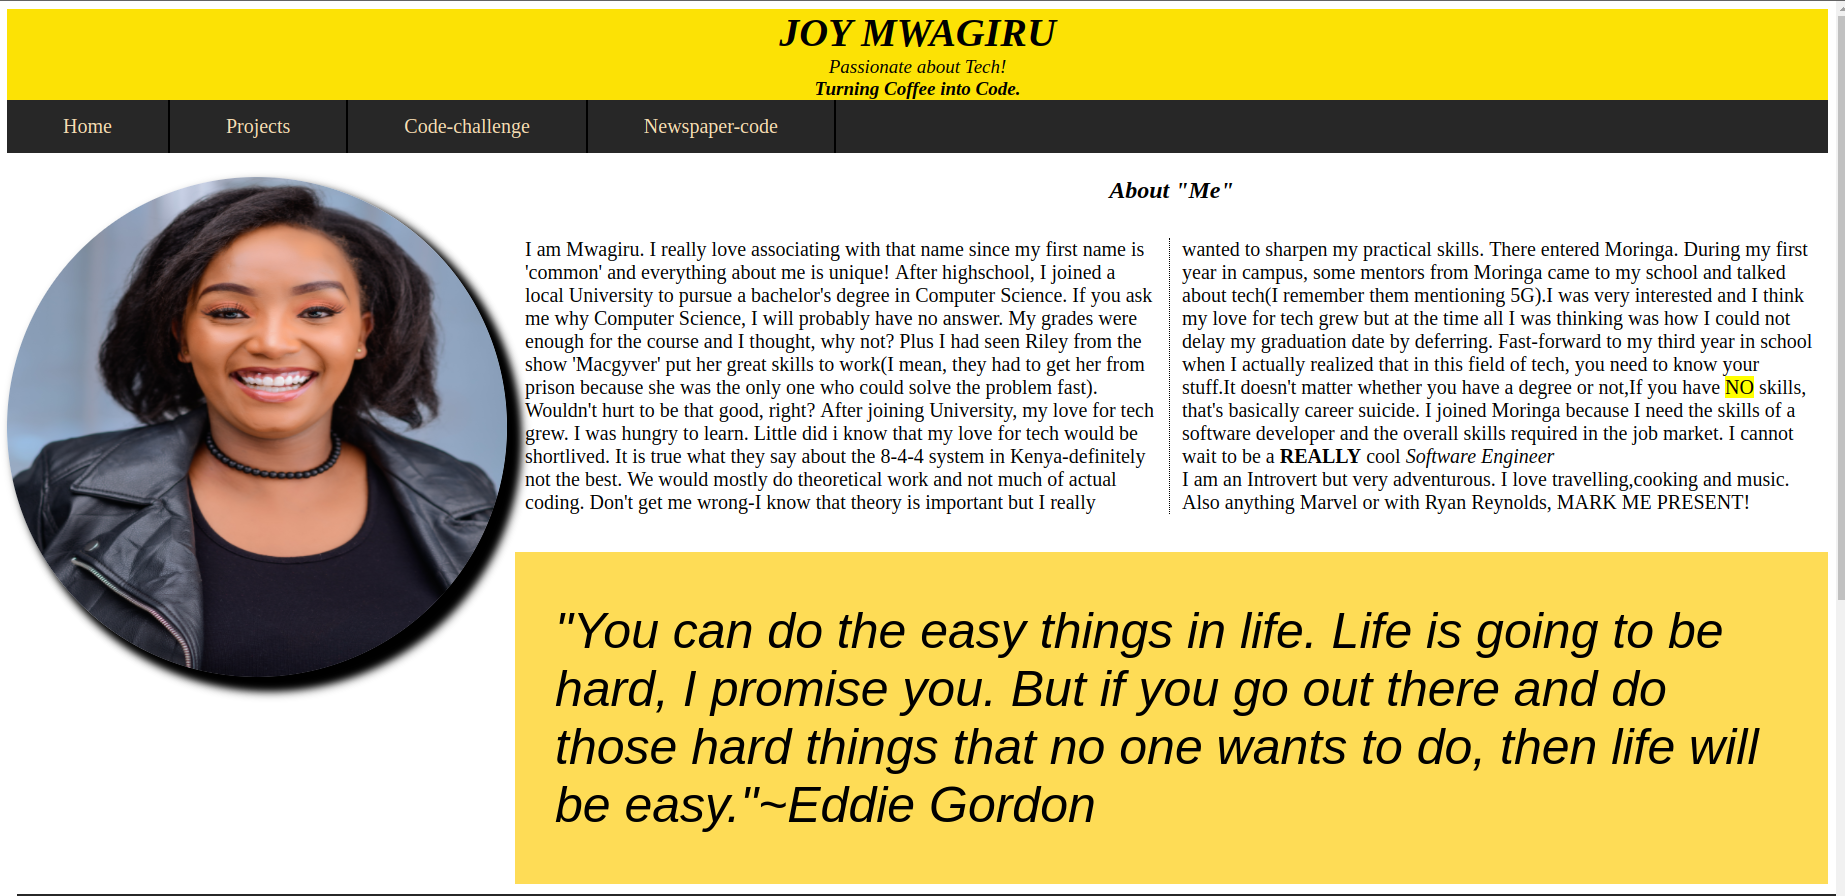 JOY MWAGIRU
Passionate about Tech!
Turning Coffee into Code.
Home
Projects
Code-challenge
Newspaper-code
About "Me"
I am Mwagiru. I really love associating with that name since my first name is
'common' and everything about me is unique! After highschool, I joined a
local University to pursue a bachelor's degree in Computer Science. If you ask
me why Computer Science, I will probably have no answer. My grades were
enough for the course and I thought, why not? Plus I had seen Riley from the
show 'Macgyver' put her great skills to work(I mean, they had to get her from
prison because she was the only one who could solve the problem fast).
Wouldn't hurt to be that good, right? After joining University, my love for tech
grew. I was hungry to learn. Little did i know that my love for tech would be
shortlived. It is true what they say about the 8-4-4 system in Kenya-definitely
not the best. We would mostly do theoretical work and not much of actual
coding. Don't get me wrong-I know that theory is important but I really
wanted to sharpen my practical skills. There entered Moringa. During my first
year in campus, some mentors from Moringa came to my school and talked
about tech(I remember them mentioning 5G).I was very interested and I think
my love for tech grew but at the time all I was thinking was how I could not
delay my graduation date by deferring. Fast-forward to my third year in school
when I actually realized that in this field of tech, you need to know your
stuff.It doesn't matter whether you have a degree or not,If you have NO skills,
that's basically career suicide. I joined Moringa because I need the skills of a
software developer and the overall skills required in the job market. I cannot
wait to be a REALLY cool Software Engineer
I am an Introvert but very adventurous. I love travelling,cooking and music.
Also anything Marvel or with Ryan Reynolds, MARK ME PRESENT!
"You can do the easy things in life. Life is going to be
hard, I promise you. But if you go out there and do
those hard things that no one wants to do, then life will
be easy."~Eddie Gordon